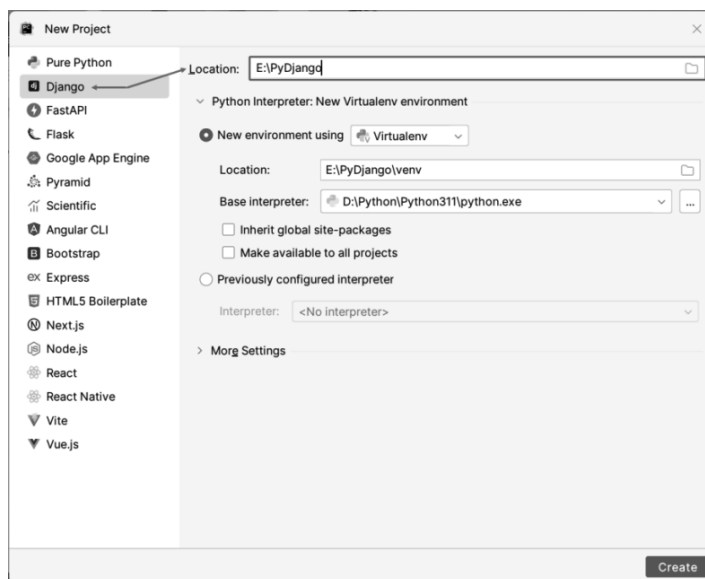 New Project
Pure Python
Django
FastAPI
Flask
Google App Engine
Pyramid
Scientific
Angular CLI
Bootstrap
ex Express
HTML5 Boilerplate
Next.js
Node.js
React
React Native
Vite
Vue.js
Location: E:\PyDjango
Python Interpreter: New Virtualenv environment
New environment using Virtualenv
Location: E:\PyDjango\venv
Base interpreter: D:\Python\Python311\python.exe ...
Inherit global site-packages
Make available to all projects
Previously configured interpreter
Interpreter: <No interpreter>
More Settings
Create